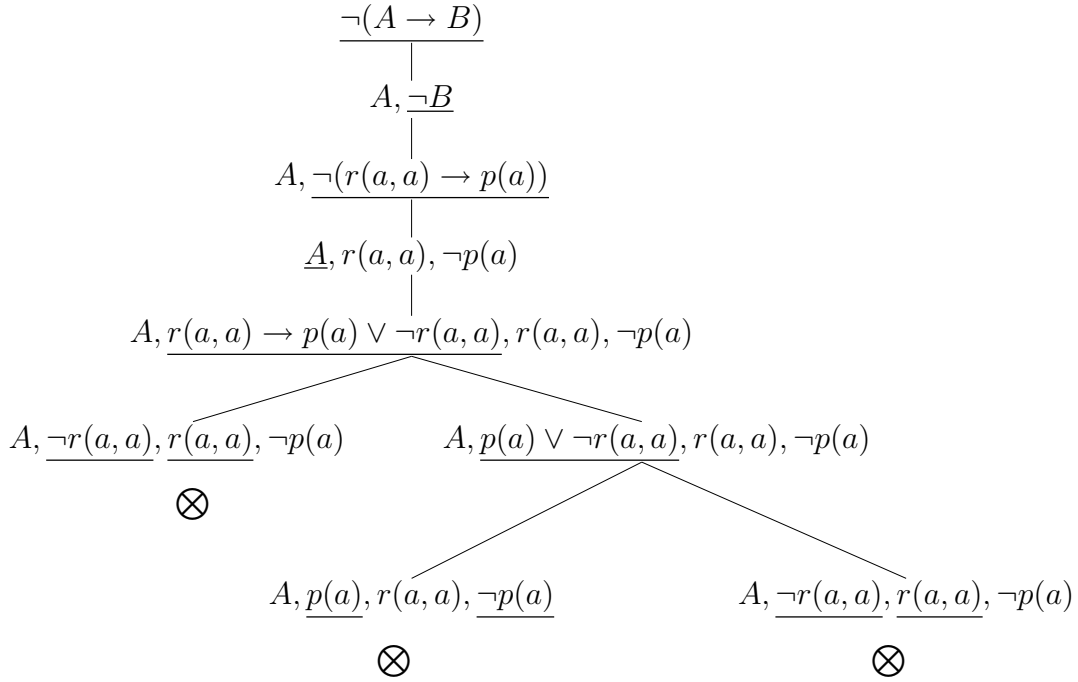 ¬(A → B)
A, ¬B
A, ¬(r(a, a) → p(a))
A, r(a, a), ¬p(a)
A, r(a, a) → p(a) ∨ ¬r(a, a), r(a, a), ¬p(a)
A, ¬r(a, a), r(a, a), ¬p(a)
A, p(a) ∨ ¬r(a, a), r(a, a), ¬p(a)
⊗
A, p(a), r(a, a), ¬p(a)
A, ¬r(a, a), r(a, a), ¬p(a)
⊗
⊗